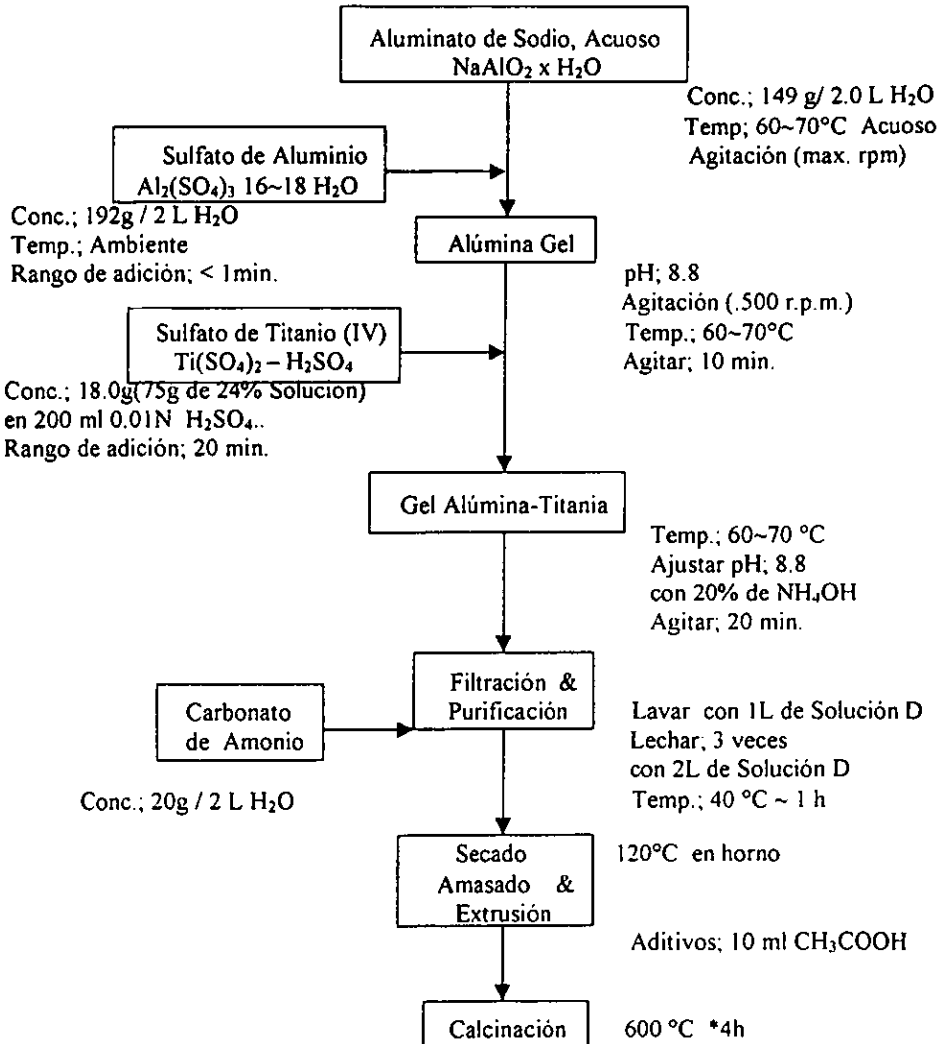 Aluminato de Sodio, Acuoso
NaAlO₂ x H₂O
Conc.; 149 g/ 2.0 L H₂O
Temp; 60~70°C Acuoso
Agitación (max. rpm)
Sulfato de Aluminio
Al₂(SO₄)₃ 16~18 H₂O
Conc.; 192g / 2 L H₂O
Temp.; Ambiente
Rango de adición; < 1min.
Alúmina Gel
pH; 8.8
Agitación (.500 r.p.m.)
Temp.; 60~70°C
Agitar; 10 min.
Sulfato de Titanio (IV)
Ti(SO₄)₂ – H₂SO₄
Conc.; 18.0g(75g de 24% Solucion)
en 200 ml 0.01N H₂SO₄..
Rango de adición; 20 min.
Gel Alúmina-Titania
Temp.; 60~70 °C
Ajustar pH; 8.8
con 20% de NH₄OH
Agitar; 20 min.
Filtración &
Purificación
Carbonato
de Amonio
Conc.; 20g / 2 L H₂O
Lavar con 1L de Solución D
Lechar; 3 veces
con 2L de Solución D
Temp.; 40 °C ~ 1 h
Secado
Amasado &
Extrusión
120°C en horno
Aditivos; 10 ml CH₃COOH
Calcinación
600 °C *4h